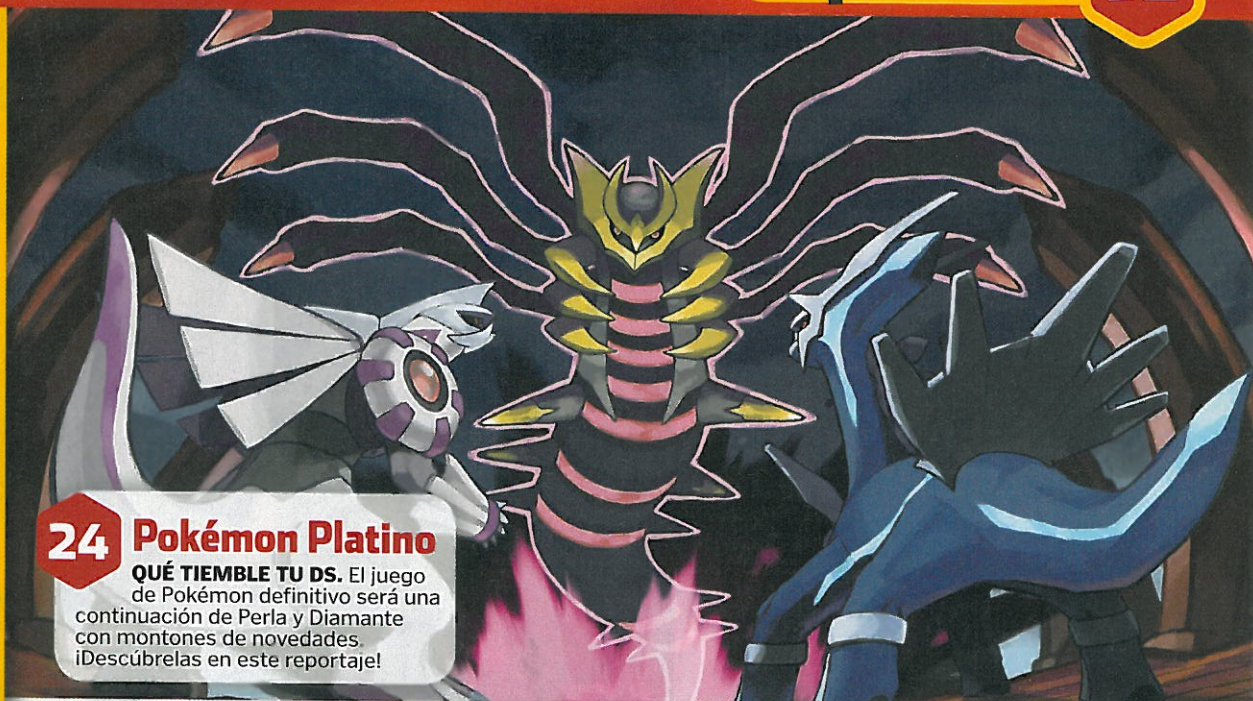 24
Pokémon Platino
QUÉ TIEMBLE TU DS. El juego
de Pokémon definitivo será una
continuación de Perla y Diamante
con montones de novedades.
¡Descúbrelas en este reportaje!